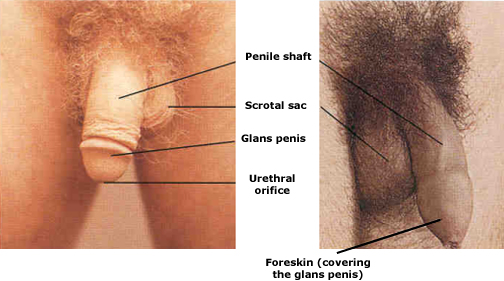 Penile shaft
Scrotal sac
Glans penis
Urethral
orifice
Foreskin (covering
the glans penis)